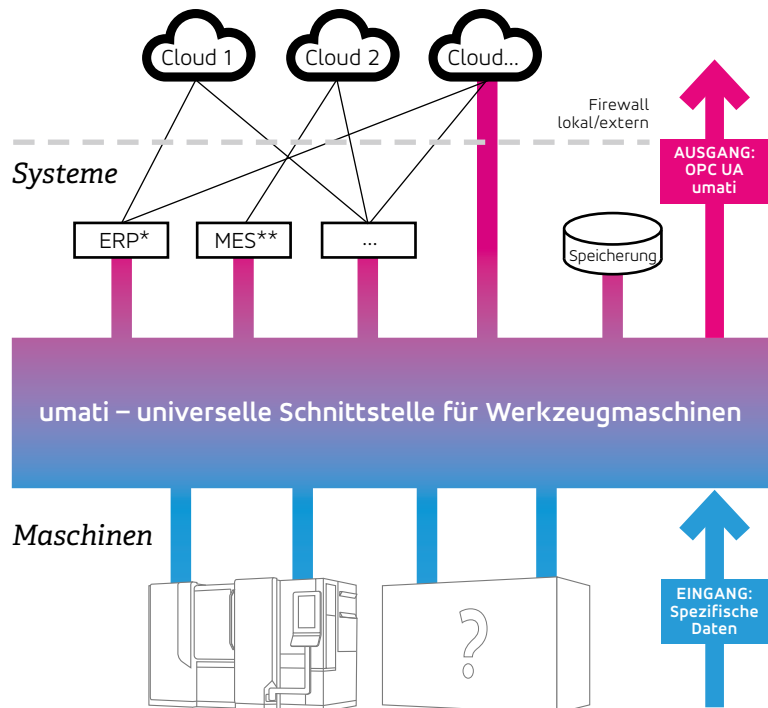 Cloud 1
Cloud 2
Cloud...
Firewall
lokal/extern
AUSGANG:
OPC UA
umati
Systeme
ERP*
MES**
...
Speicherung
umati – universelle Schnittstelle für Werkzeugmaschinen
Maschinen
EINGANG:
Spezifische
Daten
?